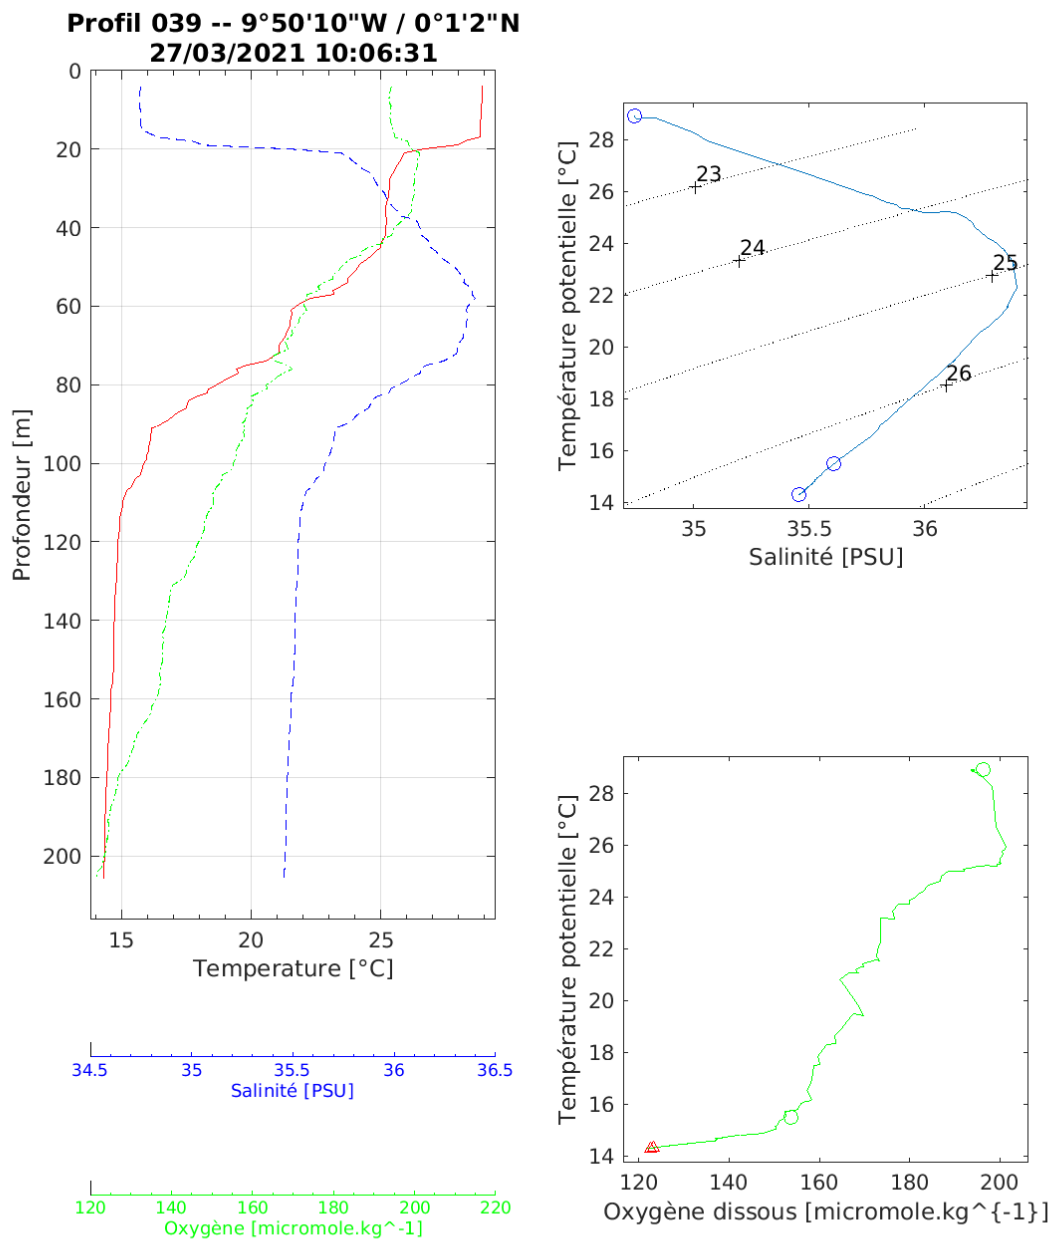 Profil 039 -- 9°50'10"W / 0°1'2"N
27/03/2021 10:06:31
0
20
40
60
80
100
120
140
160
180
200
Profondeur [m]
15 20 25
Temperature [°C]
34.5 35 35.5 36 36.5
Salinité [PSU]
120 140 160 180 200 220
Oxygène [micromole.kg^-1]
28
26
24
22
20
18
16
14
Température potentielle [°C]
23
24
25
26
35 35.5 36
Salinité [PSU]
28
26
24
22
20
18
16
14
Température potentielle [°C]
120 140 160 180 200
Oxygène dissous [micromole.kg^{-1}]